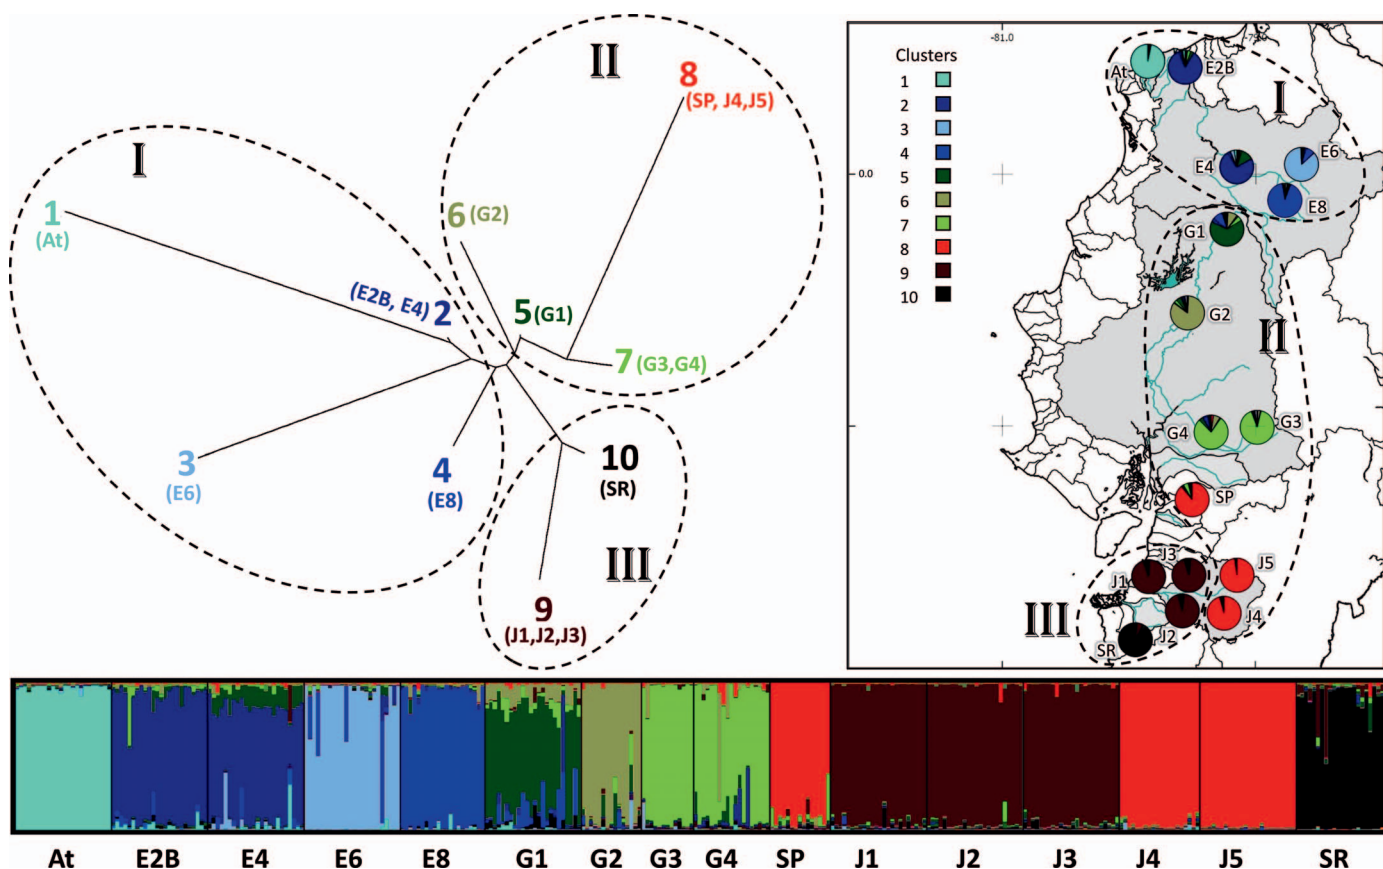 I
1
(At)
(E2B, E4) 2
3
(E6)
4
(E8)
II
8
(SP, J4,J5)
6 (G2)
5 (G1)
7 (G3,G4)
10
(SR)
III
9
(J1,J2,J3)
-81.0
-79.0
0.0
Clusters
1
2
3
4
5
6
7
8
9
10
At
E2B
I
E4
E6
E8
G1
G2
II
G4
G3
SP
J3
J1
J5
III
J2
J4
SR
At E2B E4 E6 E8 G1 G2 G3 G4 SP J1 J2 J3 J4 J5 SR